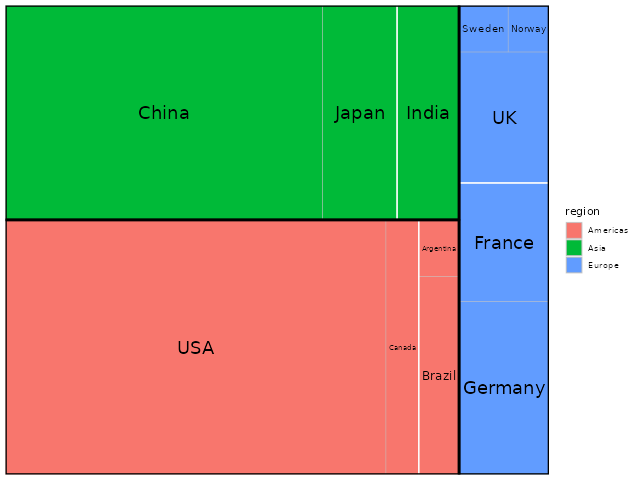 Sweden
Norway
China
Japan
India
UK
region
Americas
Asia
Europe
France
Argentina
USA
Canada
Brazil
Germany